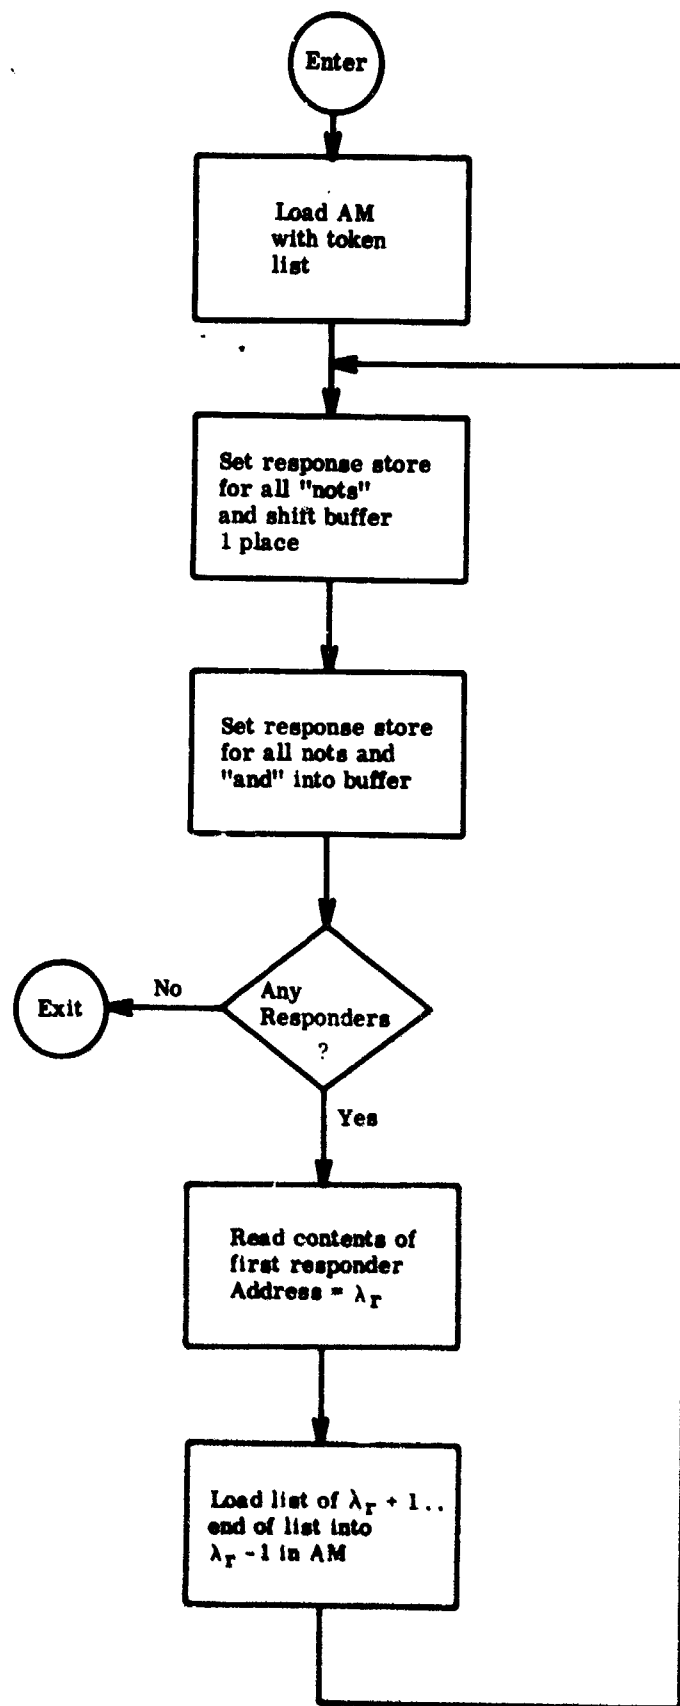 Enter
Load AM
with token
list
Set response store
for all "nots"
and shift buffer
1 place
Set response store
for all nots and
"and" into buffer
No
Exit
Any
Responders
?
Yes
Read contents of
first responder
Address = λr
Load list of λr + 1..
end of list into
λr - 1 in AM